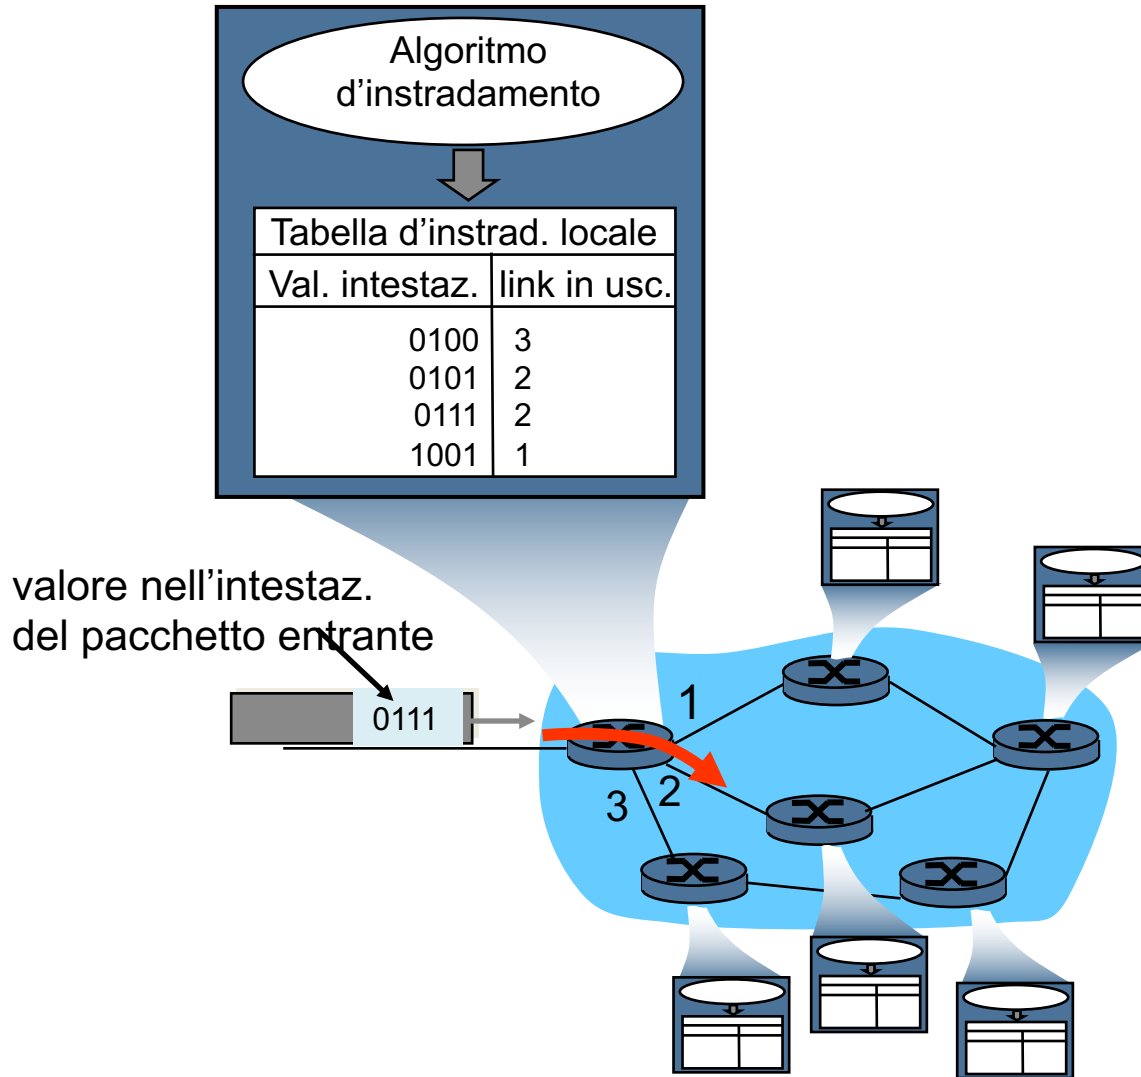 Algoritmo
d’instradamento
Tabella d’instrad. locale
Val. intestaz. link in usc.
0100 3
0101 2
0111 2
1001 1
valore nell’intestaz.
del pacchetto entrante
0111
1
2
3